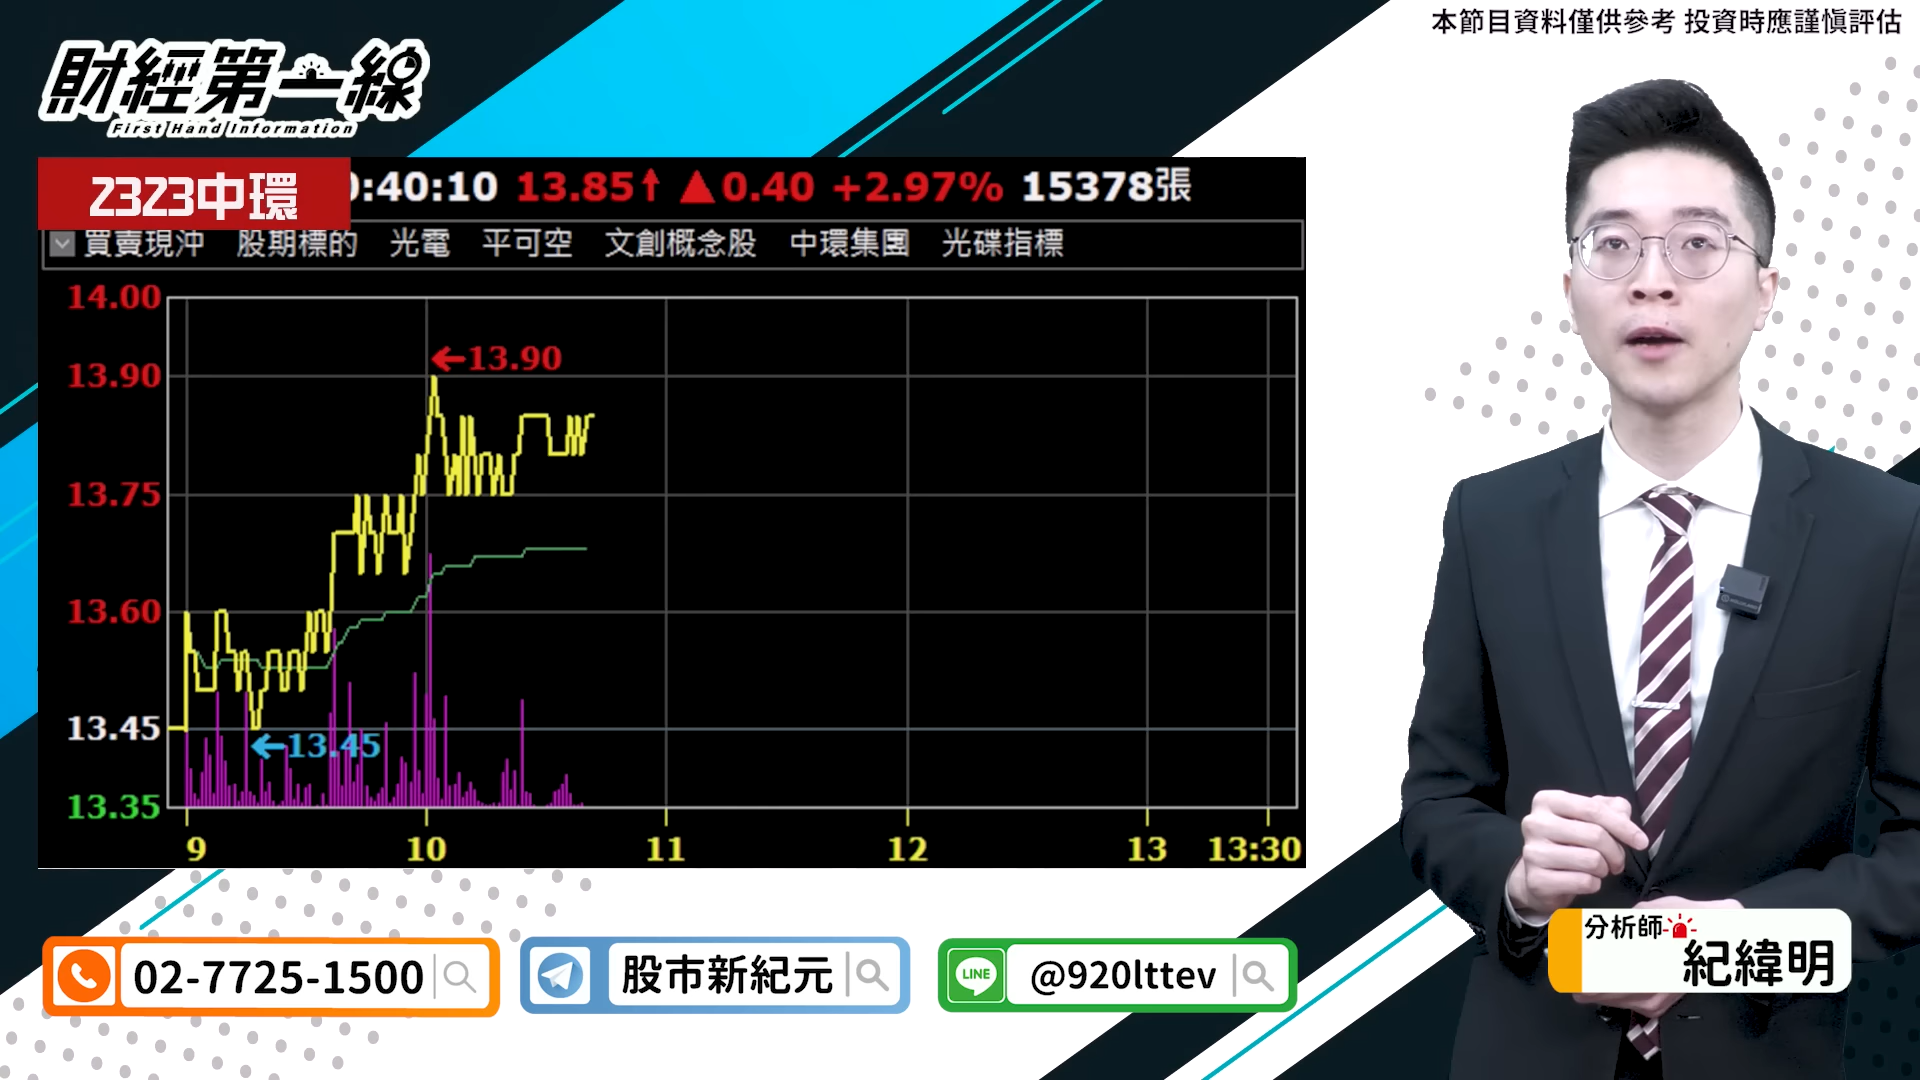 本節目資料僅供參考 投資時應謹慎評估
財經第一線
First Hand Information
2323中環
0:40:10 13.85↑ ▲0.40 +2.97% 15378張
買賣現沖 股期標的 光電 平可空 文創概念股 中環集團 光碟指標
14.00
←13.90
13.90
13.75
13.60
13.45
←13.45
13.35
9 10 11 12 13 13:30
分析師
紀緯明
02-7725-1500
股市新紀元
LINE
@920lttev